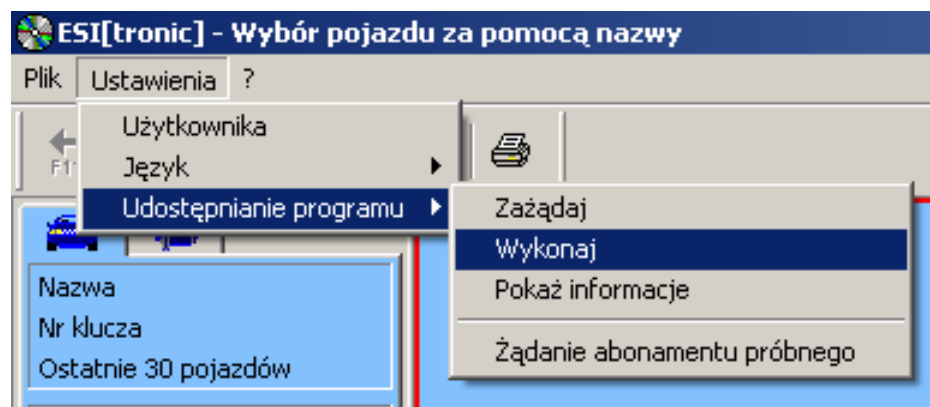 ESI[tronic] - Wybór pojazdu za pomocą nazwy
Plik Ustawienia ?
Użytkownika
F1
Język
Udostępnianie programu
Zażądaj
Wykonaj
Pokaż informacje
Żądanie abonamentu próbnego
Nazwa
Nr klucza
Ostatnie 30 pojazdów